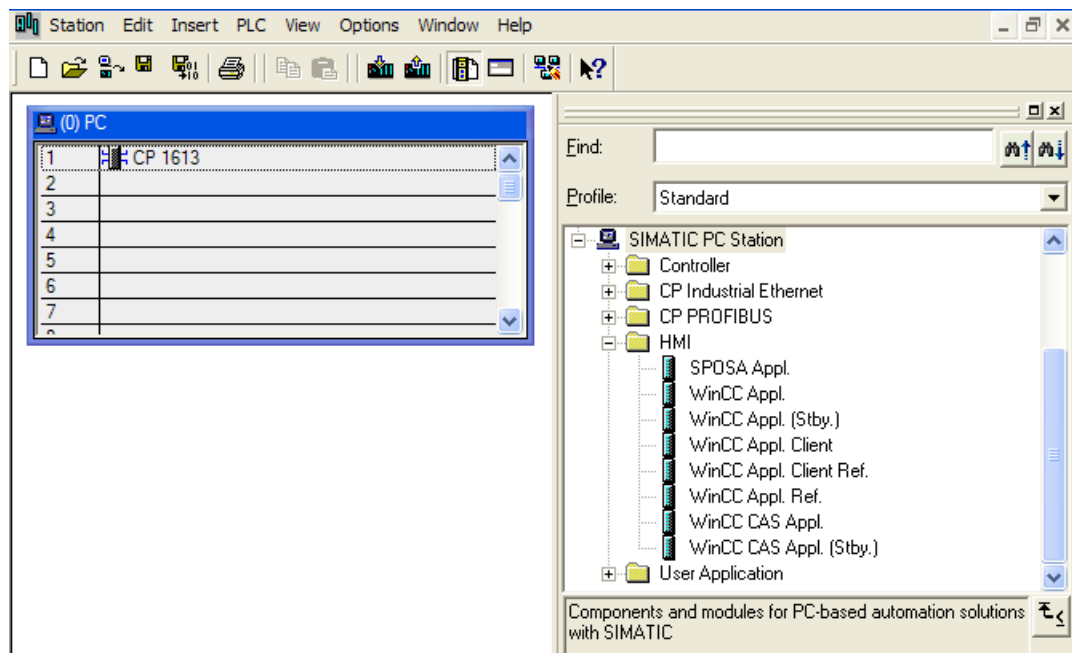 Station Edit Insert PLC View Options Window Help
(0) PC
1 CP 1613
2
3
4
5
6
7
Find:
Profile: Standard
SIMATIC PC Station
Controller
CP Industrial Ethernet
CP PROFIBUS
HMI
SPOSA Appl.
WinCC Appl.
WinCC Appl. (Stby.)
WinCC Appl. Client
WinCC Appl. Client Ref.
WinCC Appl. Ref.
WinCC CAS Appl.
WinCC CAS Appl. (Stby.)
User Application
Components and modules for PC-based automation solutions
with SIMATIC